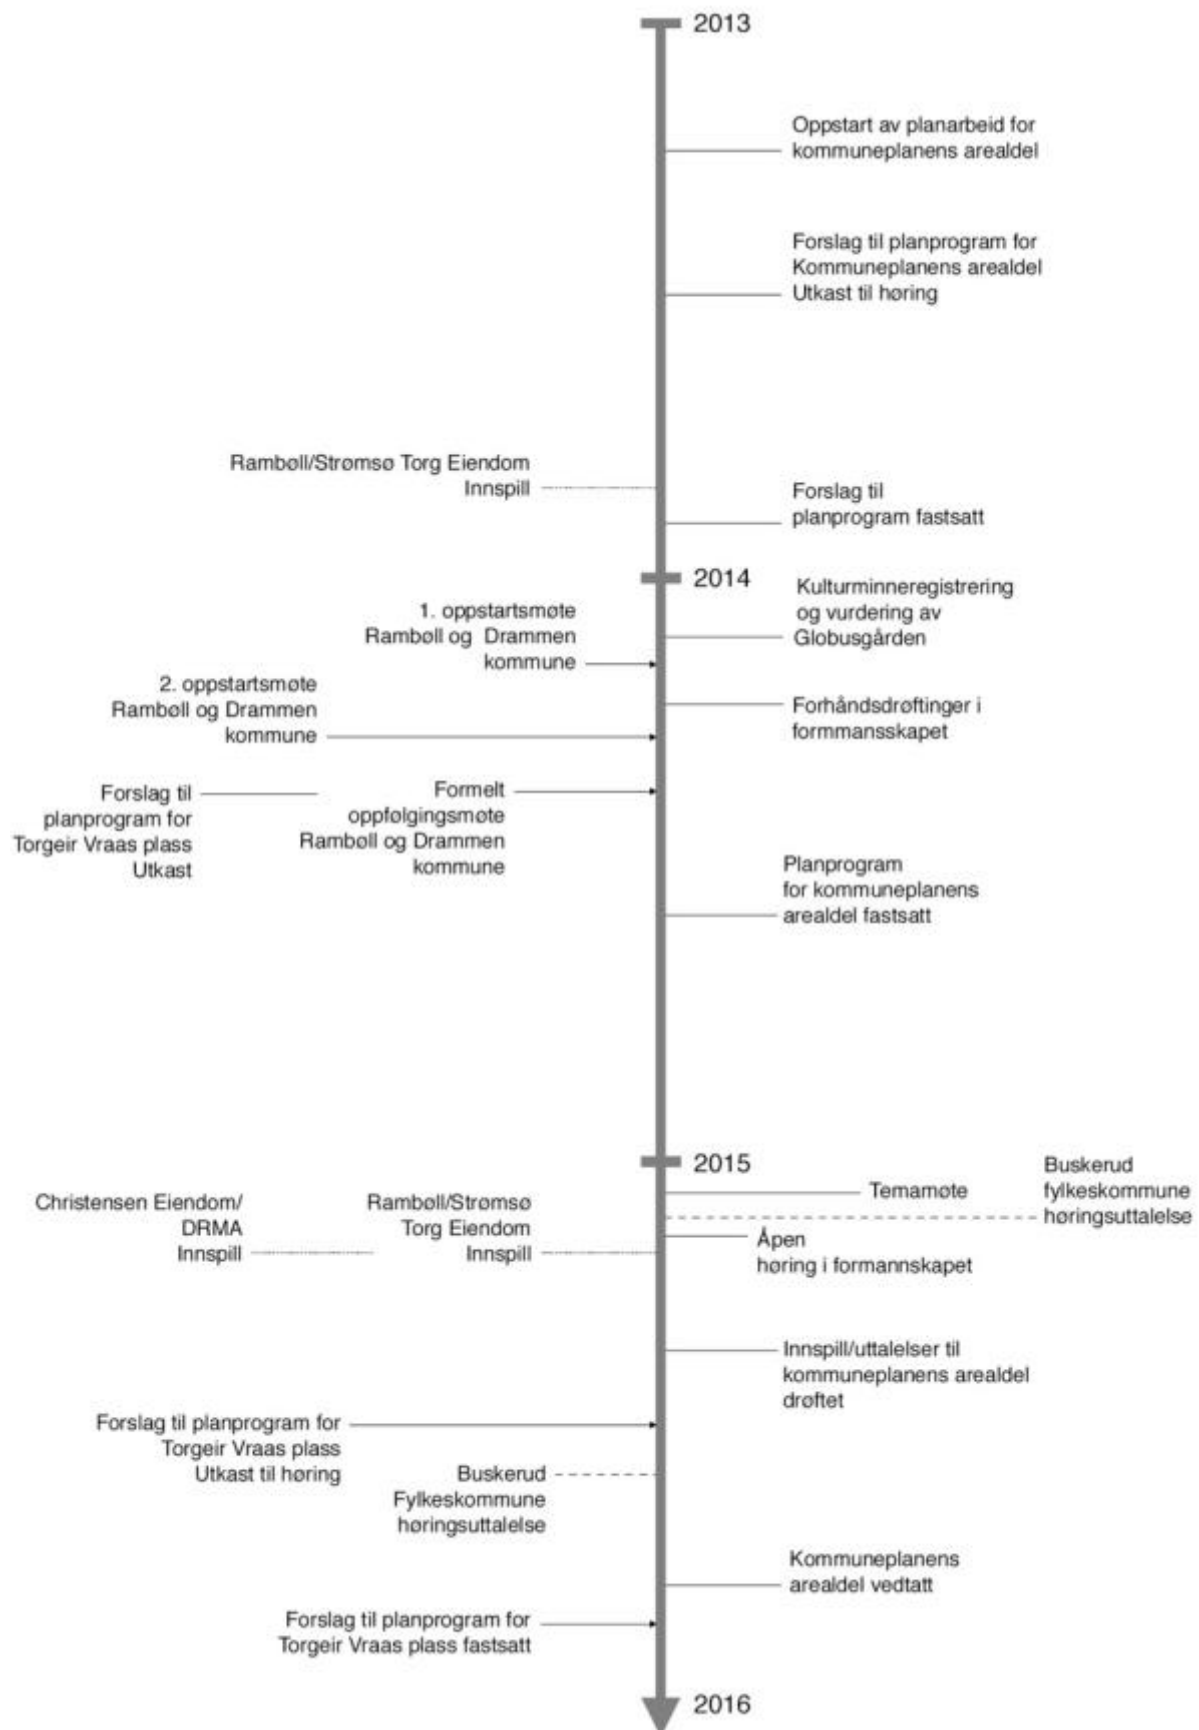 2013
Oppstart av planarbeid for
kommuneplanens arealdel
Forslag til planprogram for
Kommuneplanens arealdel
Utkast til høring
Rambøll/Strømsø Torg Eiendom
Innspill
Forslag til
planprogram fastsatt
2014
Kulturminneregistrering
og vurdering av
Globusgården
1. oppstartsmøte
Rambøll og Drammen
kommune
2. oppstartsmøte
Rambøll og Drammen
kommune
Forhåndsdrøftinger i
formmansskapet
Forslag til
planprogram for
Torgeir Vraas plass
Utkast
Formelt
oppfølgingsmøte
Rambøll og Drammen
kommune
Planprogram
for kommuneplanens
arealdel fastsatt
2015
Temamøte
Buskerud
fylkeskommune
høringsuttalelse
Christensen Eiendom/
DRMA
Innspill
Rambøll/Strømsø
Torg Eiendom
Innspill
Åpen
høring i formannskapet
Innspill/uttalelser til
kommuneplanens arealdel
drøftet
Forslag til planprogram for
Torgeir Vraas plass
Utkast til høring
Buskerud
Fylkeskommune
høringsuttalelse
Kommuneplanens
arealdel vedtatt
Forslag til planprogram for
Torgeir Vraas plass fastsatt
2016